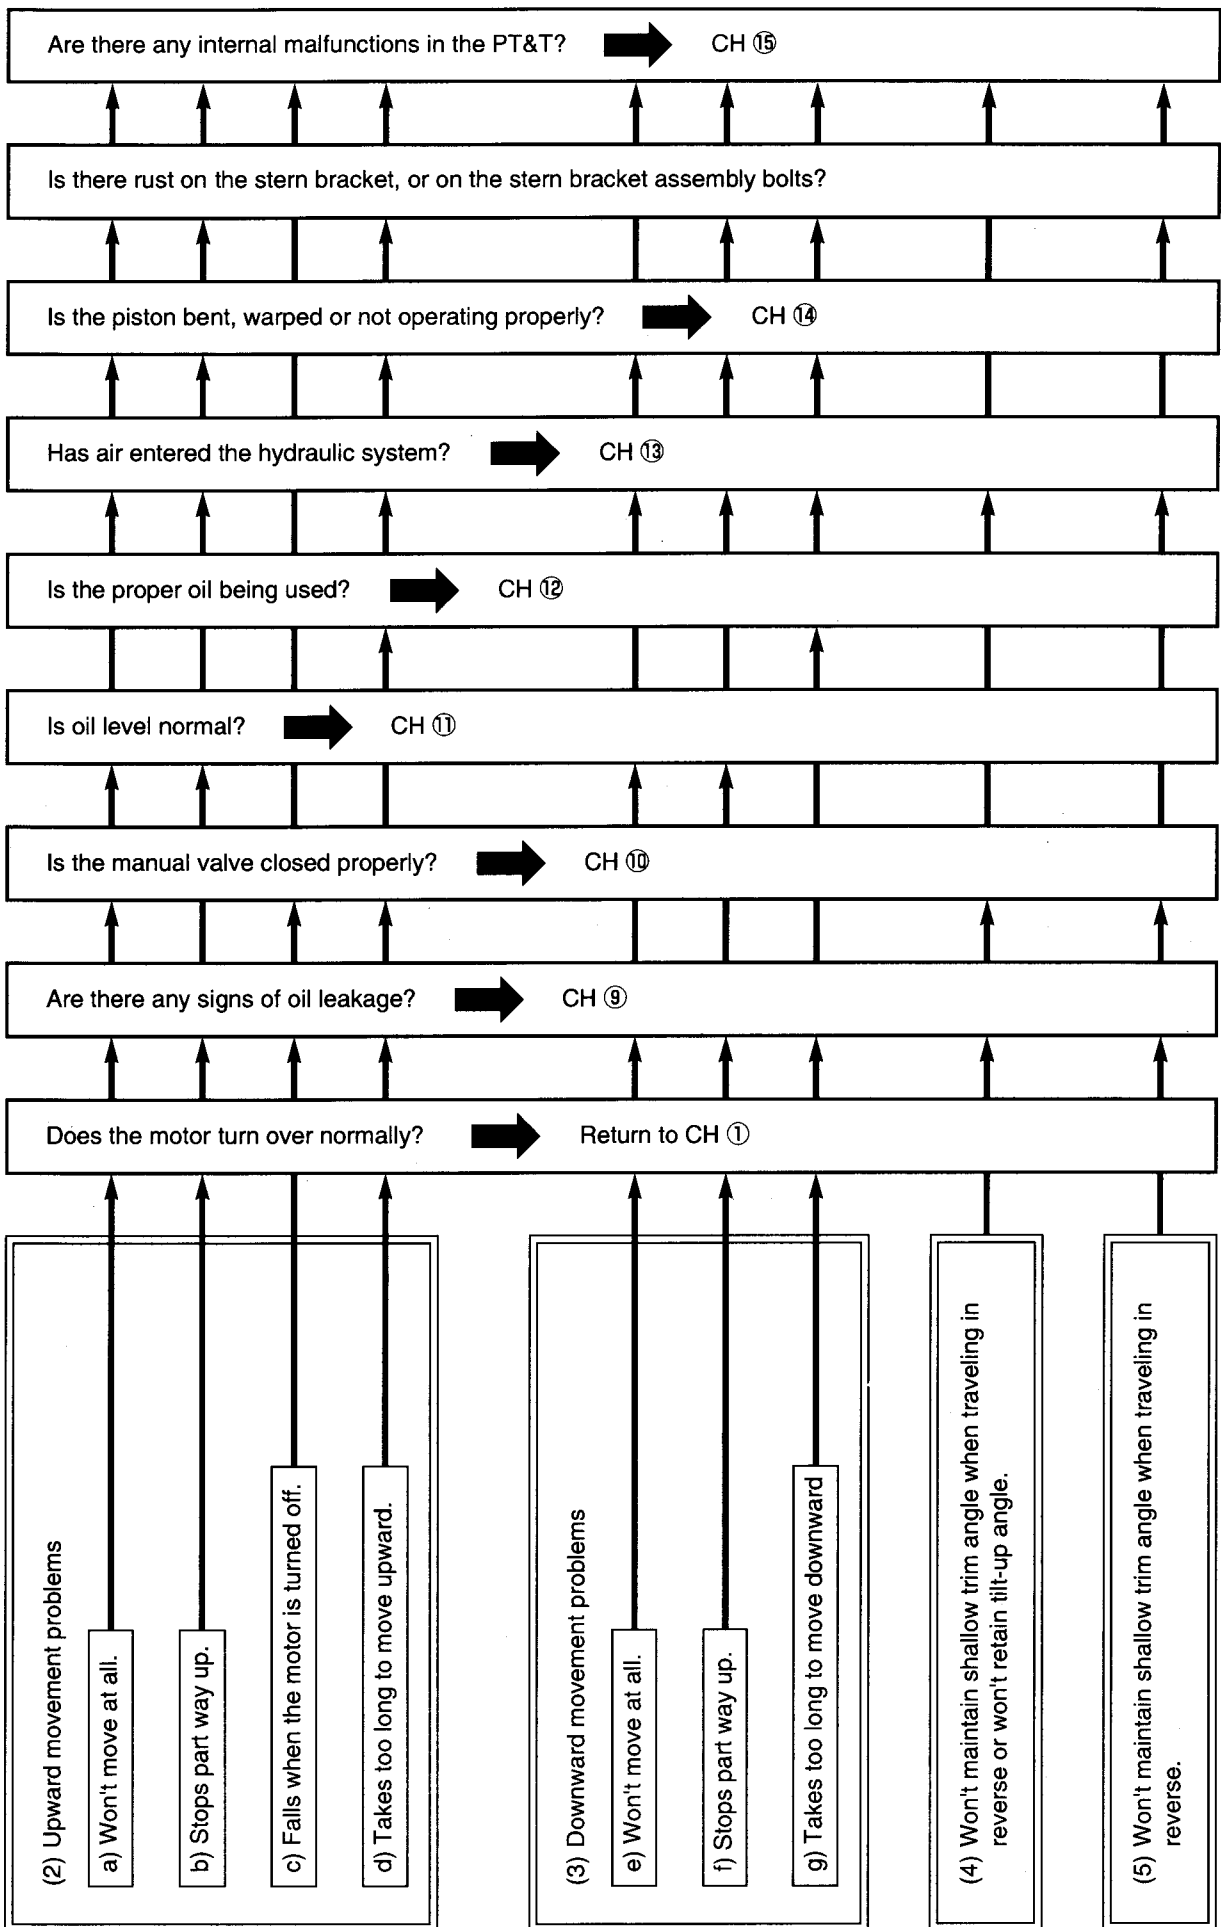 Are there any internal malfunctions in the PT&T? CH ⑮
Is there rust on the stern bracket, or on the stern bracket assembly bolts?
Is the piston bent, warped or not operating properly? CH ⑭
Has air entered the hydraulic system? CH ⑬
Is the proper oil being used? CH ⑫
Is oil level normal? CH ⑪
Is the manual valve closed properly? CH ⑩
Are there any signs of oil leakage? CH ⑨
Does the motor turn over normally? Return to CH ①
(2) Upward movement problems
a) Won't move at all.
b) Stops part way up.
c) Falls when the motor is turned off.
d) Takes too long to move upward.
(3) Downward movement problems
e) Won't move at all.
f) Stops part way up.
g) Takes too long to move downward
(4) Won't maintain shallow trim angle when traveling in
reverse or won't retain tilt-up angle.
(5) Won't maintain shallow trim angle when traveling in
reverse.